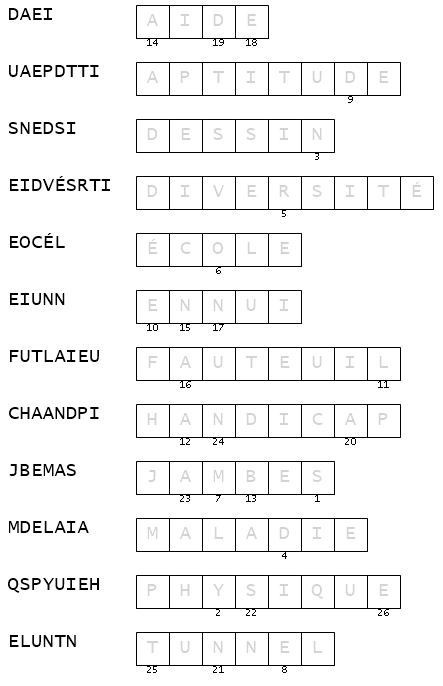 DAEI A I D E
14 19 18
UAEPDTTI A P T I T U D E
9
SNEDSI D E S S I N
3
EIDVÉSRTI D I V E R S I T É
5
EOCÉL É C O L E
6
EIUNN E N N U I
10 15 17
FUTLAIEU F A U T E U I L
16 11
CHAANDPI H A N D I C A P
12 24 20
JBEMAS J A M B E S
23 7 13 1
MDELAIA M A L A D I E
4
QSPYUIEH P H Y S I Q U E
2 22 26
ELUNTN T U N N E L
25 21 8